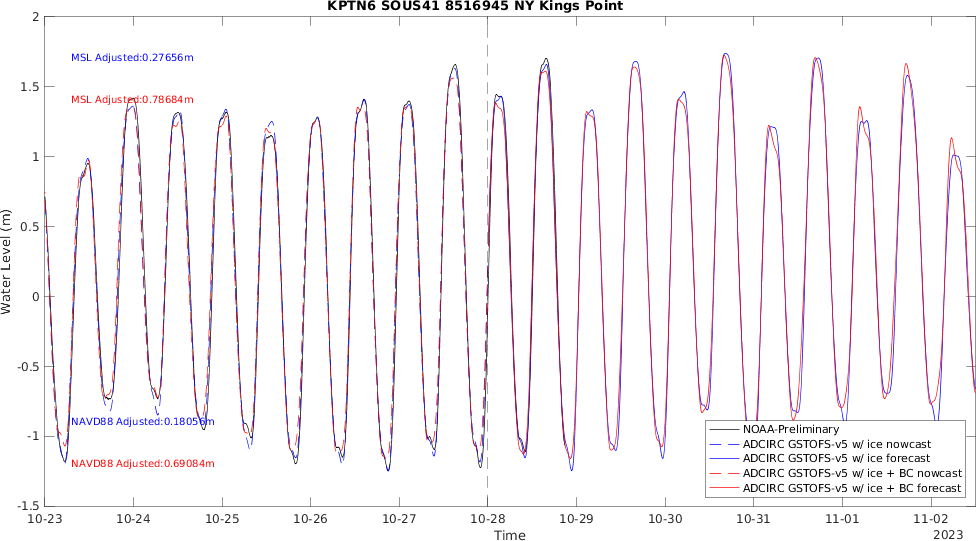 KPTN6 SOUS41 8516945 NY Kings Point
2
1.5
1
0.5
0
-0.5
-1
-1.5
Water Level (m)
MSL Adjusted:0.27656m
MSL Adjusted:0.78684m
NAVD88 Adjusted:0.18056m
NAVD88 Adjusted:0.69084m
NOAA-Preliminary
ADCIRC GSTOFS-v5 w/ ice nowcast
ADCIRC GSTOFS-v5 w/ ice forecast
ADCIRC GSTOFS-v5 w/ ice + BC nowcast
ADCIRC GSTOFS-v5 w/ ice + BC forecast
10-23 10-24 10-25 10-26 10-27 10-28 10-29 10-30 10-31 11-01 11-02
Time
2023